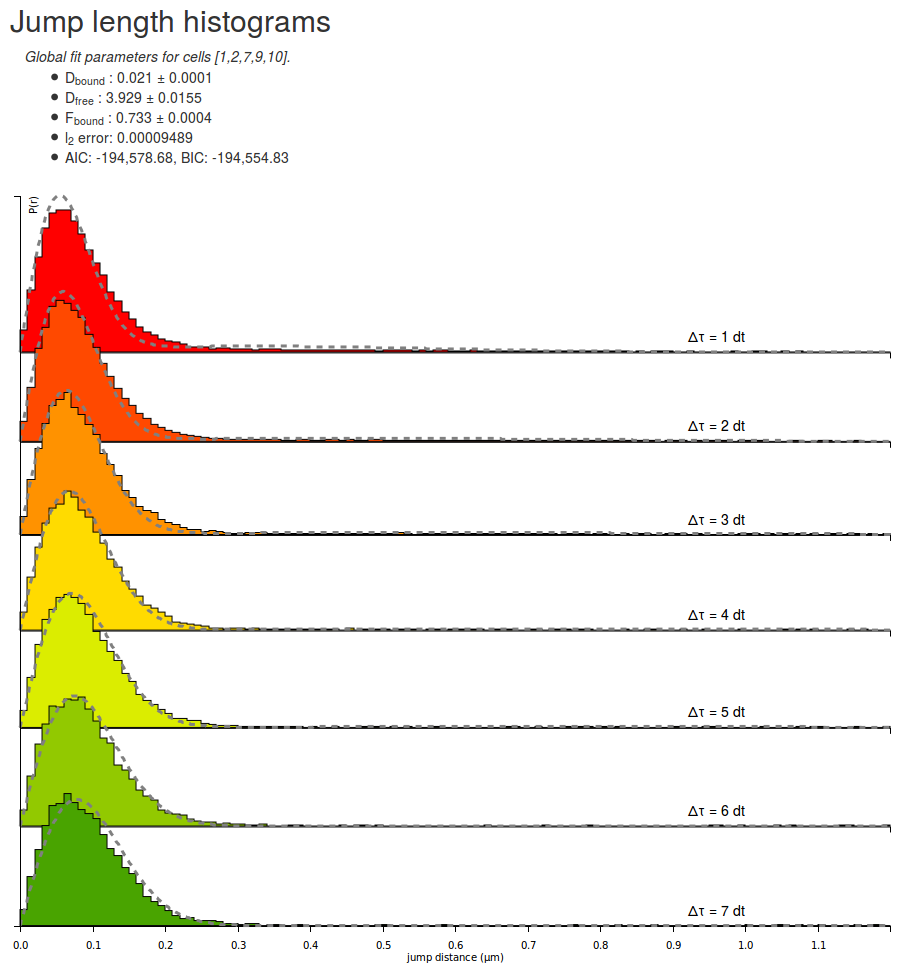 Jump length histograms
Global fit parameters for cells [1,2,7,9,10].
Dbound : 0.021 ± 0.0001
Dfree : 3.929 ± 0.0155
Fbound : 0.733 ± 0.0004
l2 error: 0.00009489
AIC: -194,578.68, BIC: -194,554.83
P(r)
Δτ = 1 dt
Δτ = 2 dt
Δτ = 3 dt
Δτ = 4 dt
Δτ = 5 dt
Δτ = 6 dt
Δτ = 7 dt
0.0 0.1 0.2 0.3 0.4 0.5 0.6 0.7 0.8 0.9 1.0 1.1
jump distance (μm)